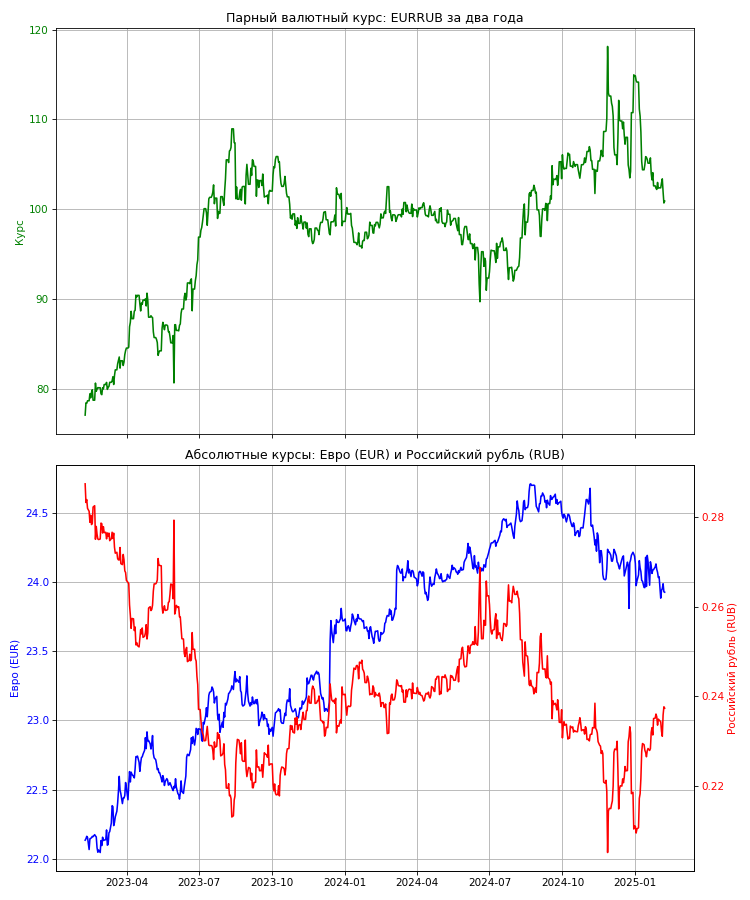 Парный валютный курс: EURRUB за два года
120
110
100
90
80
Курс
Абсолютные курсы: Евро (EUR) и Российский рубль (RUB)
24.5
24.0
23.5
23.0
22.5
22.0
Евро (EUR)
0.28
0.26
0.24
0.22
Российский рубль (RUB)
2023-04 2023-07 2023-10 2024-01 2024-04 2024-07 2024-10 2025-01